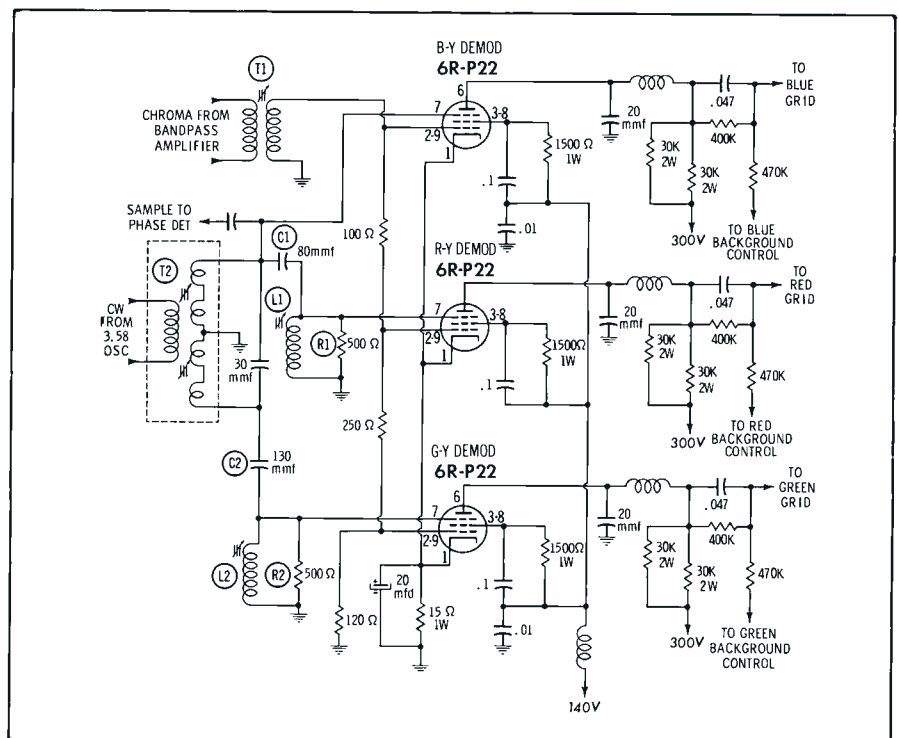 B-Y DEMOD
6R-P22
T1
CHROMA FROM
BANDPASS
AMPLIFIER
6
7
3-8
2-9
1
20
mmf
.047
TO
BLUE
GRID
1500 Ω
1W
30K
2W
30K
2W
400K
470K
.1
.01
300V
TO BLUE
BACKGROUND
CONTROL
SAMPLE TO
PHASE DET
100 Ω
C1
80mmf
T2
CW
FROM
3.58
OSC
30
mmf
L1
R1
500 Ω
R-Y DEMOD
6R-P22
7
3-8
2-9
1
20
mmf
.047
TO
RED
GRID
1500Ω
1W
30K
2W
30K
2W
400K
470K
.1
300V
TO RED
BACKGROUND
CONTROL
250 Ω
C2
130
mmf
G-Y DEMOD
6R-P22
6
7
3-8
2-9
1
20
mmf
.047
TO
GREEN
GRID
1500Ω
1W
30K
2W
30K
2W
400K
470K
L2
R2
500 Ω
120Ω
20
mfd
15 Ω
1W
.1
.01
300V
TO GREEN
BACKGROUND
CONTROL
140V